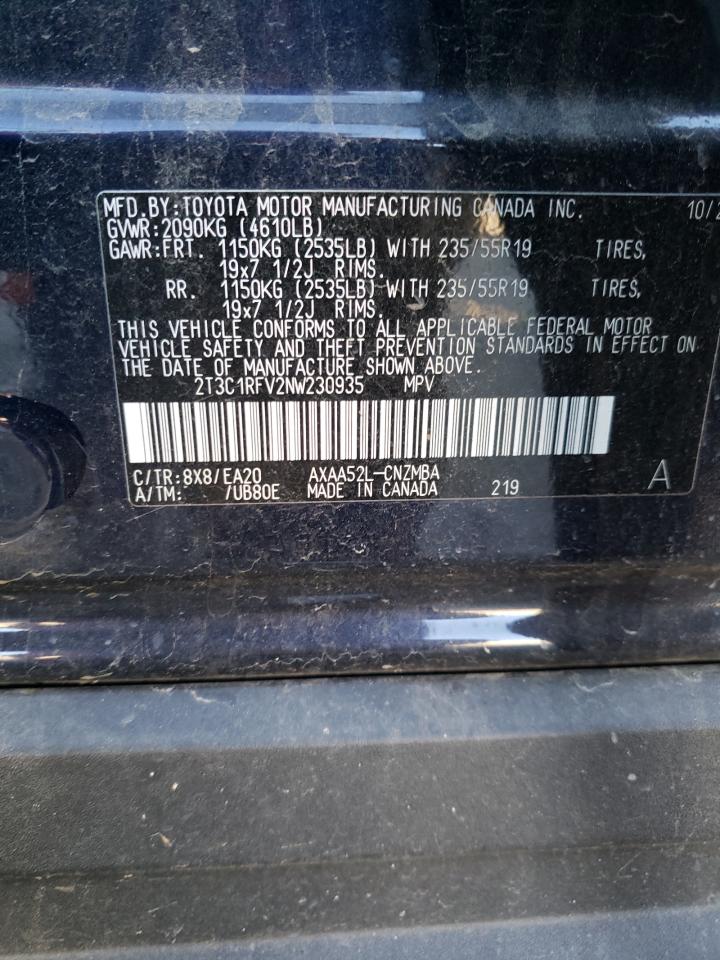 MFD.BY:TOYOTA MOTOR MANUFACTURING CANADA INC. 10/2
GVWR:2090KG (4610LB)
GAWR:FRT. 1150KG (2535LB) WITH 235/55R19 TIRES,
19x7 1/2J RIMS.
RR. 1150KG (2535LB) WITH 235/55R19 TIRES,
19x7 1/2J RIMS.
THIS VEHICLE CONFORMS TO ALL APPLICABLE FEDERAL MOTOR
VEHICLE SAFETY AND THEFT PREVENTION STANDARDS IN EFFECT ON
THE DATE OF MANUFACTURE SHOWN ABOVE.
2T3C1RFV2NW230935 MPV
C/TR:8X8/EA20 AXAA52L-CNZMBA
A/TM: /UB80E MADE IN CANADA 219 A